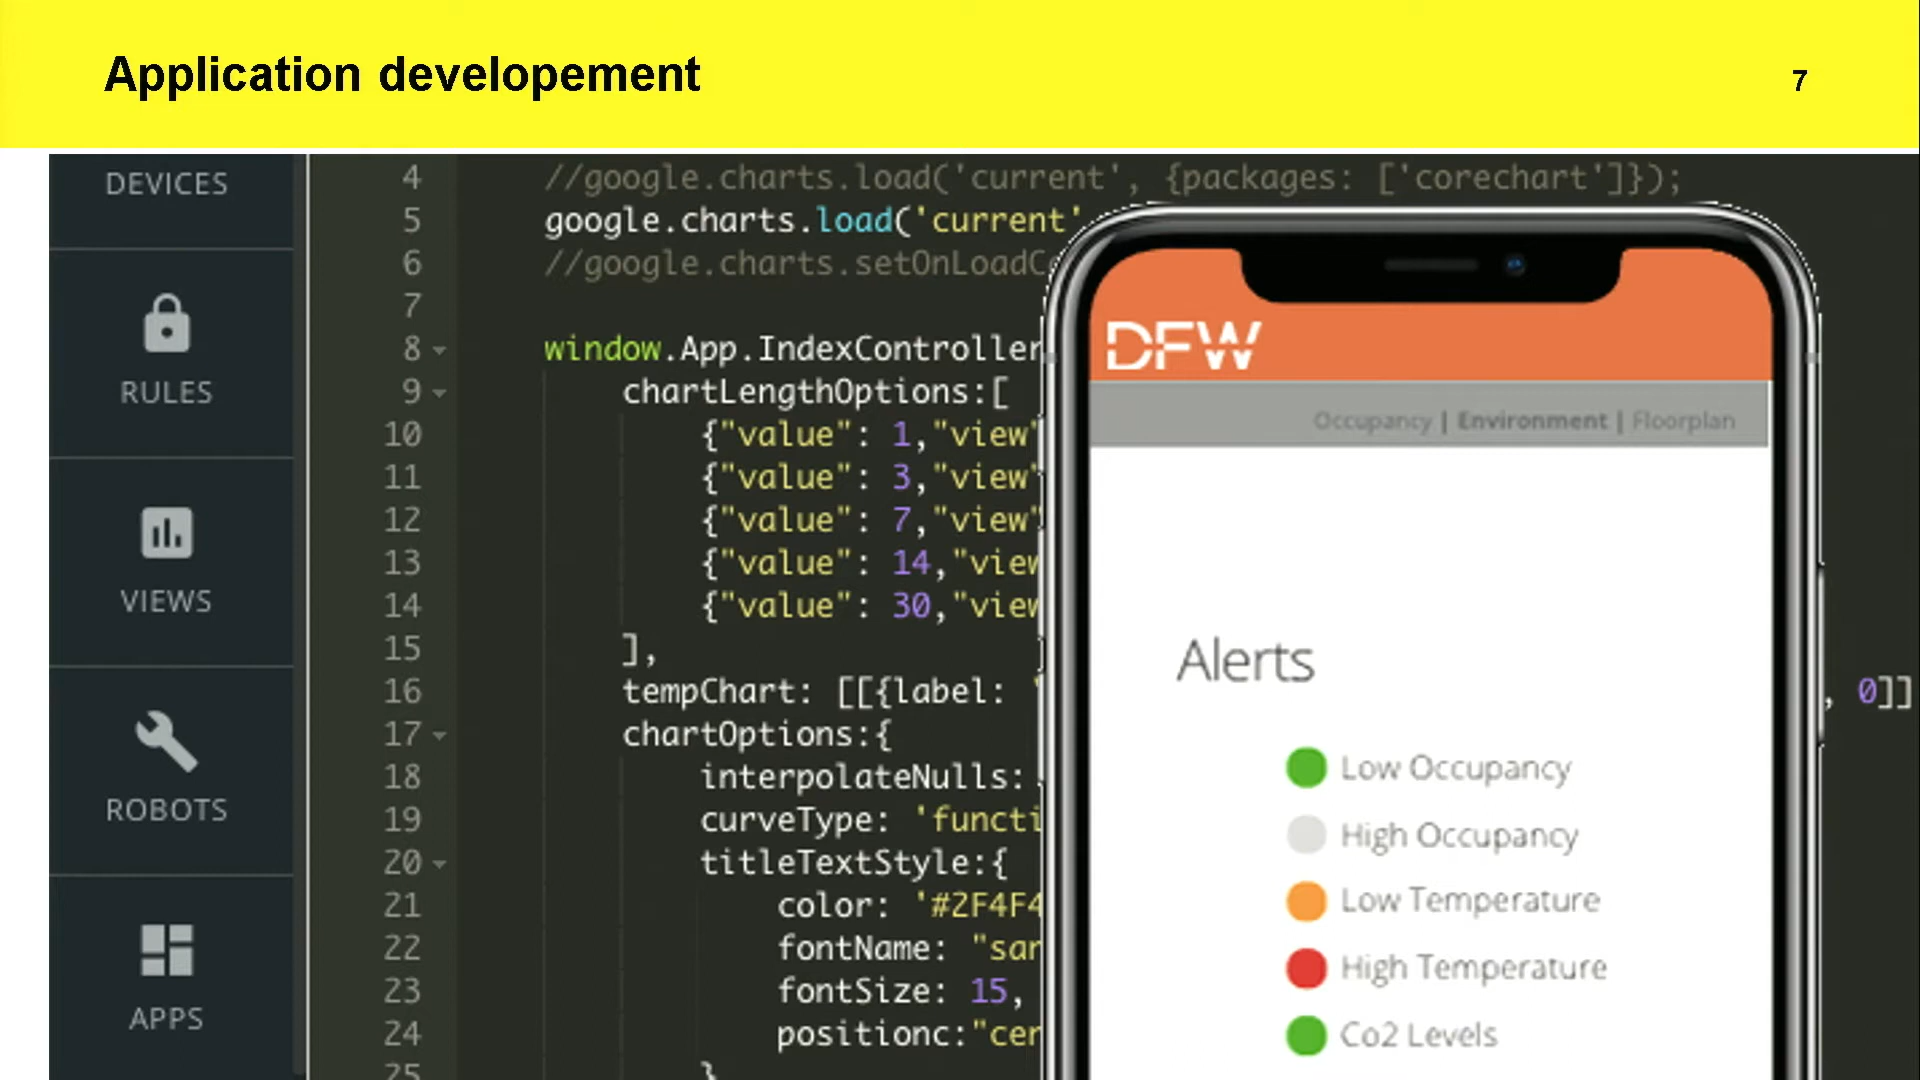 Application developement
7
DEVICES
RULES
VIEWS
ROBOTS
APPS
4 //google.charts.load('current', {packages: ['corechart']});
5 google.charts.load('current'
6 //google.charts.setOnLoadC
7
8 window.App.IndexController
9 chartLengthOptions:[
10 {"value": 1,"view"
11 {"value": 3,"view"
12 {"value": 7,"view"
13 {"value": 14,"view
14 {"value": 30,"view
15 ],
16 tempChart: [[{label: ' , 0]]
17 chartOptions:{
18 interpolateNulls:
19 curveType: 'functi
20 titleTextStyle:{
21 color: '#2F4F4
22 fontName: "san
23 fontSize: 15,
24 positionc:"cen
25 }
DFW
Occupancy | Environment | Floorplan
Alerts
Low Occupancy
High Occupancy
Low Temperature
High Temperature
Co2 Levels